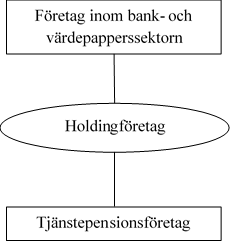 Företag inom bank- och
värdepapperssektorn
Holdingföretag
Tjänstepensionsföretag